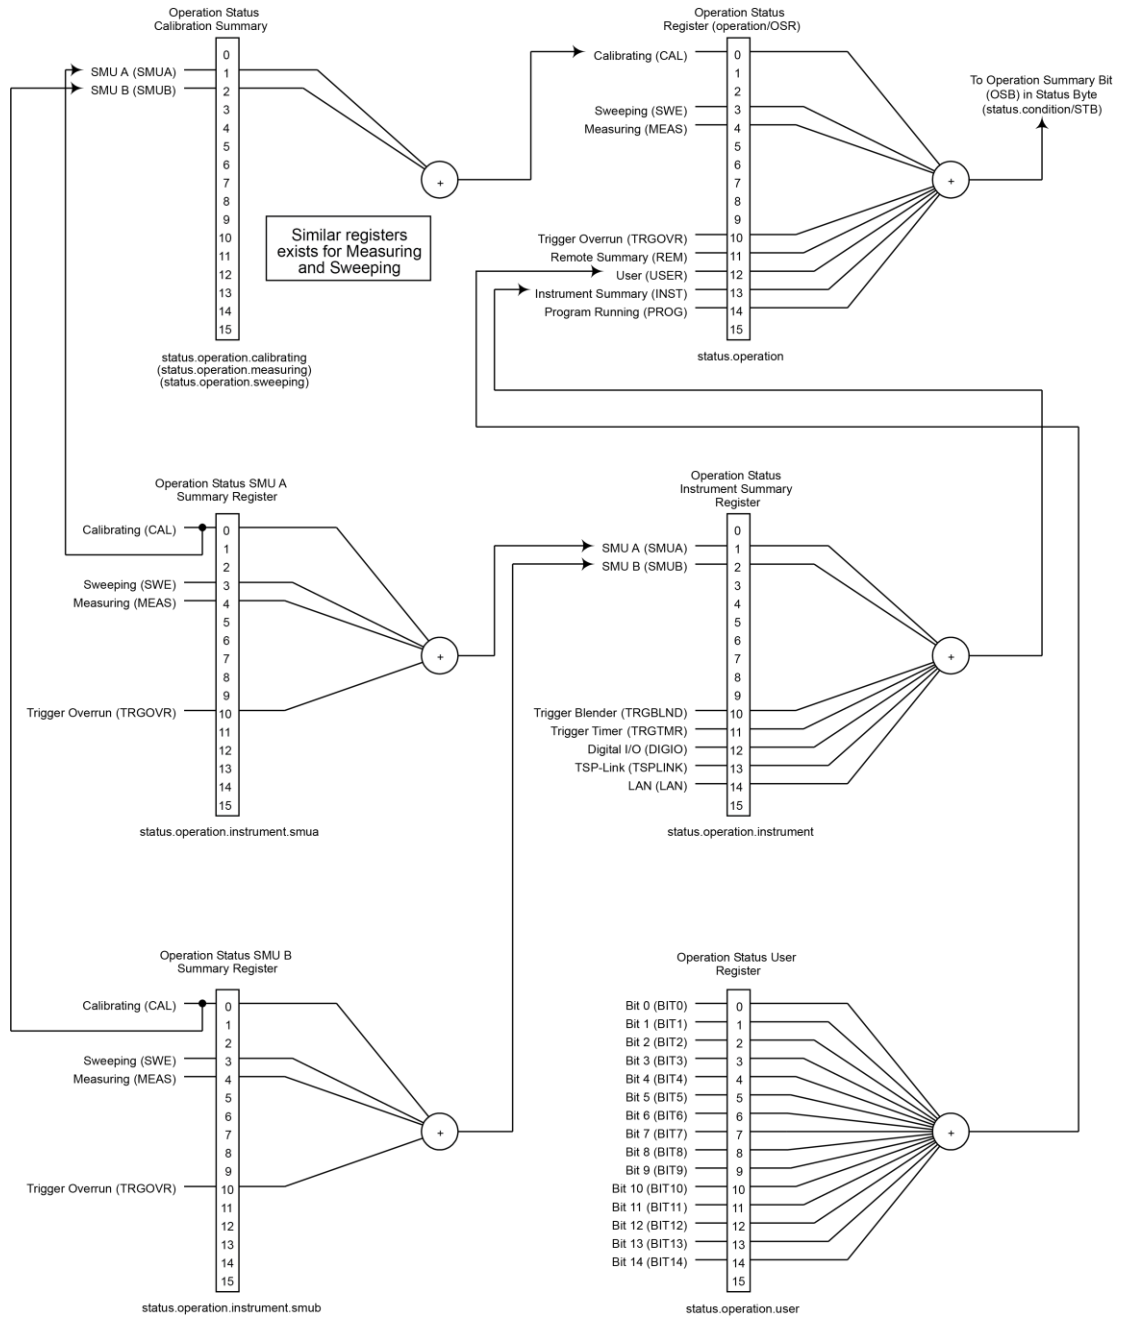 Operation Status
Calibration Summary
0
SMU A (SMUA) 1
SMU B (SMUB) 2
3
4
5
6
7
8
9
10
11
12
13
14
15
+
Similar registers
exists for Measuring
and Sweeping
status.operation.calibrating
(status.operation.measuring)
(status.operation.sweeping)
Operation Status
Register (operation/OSR)
Calibrating (CAL) 0
1
2
Sweeping (SWE) 3
Measuring (MEAS) 4
5
6
7
8
9
Trigger Overrun (TRGOVR) 10
Remote Summary (REM) 11
User (USER) 12
Instrument Summary (INST) 13
Program Running (PROG) 14
15
+
status.operation
To Operation Summary Bit
(OSB) in Status Byte
(status.condition/STB)
Operation Status SMU A
Summary Register
Calibrating (CAL) 0
1
2
Sweeping (SWE) 3
Measuring (MEAS) 4
5
6
7
8
9
Trigger Overrun (TRGOVR) 10
11
12
13
14
15
+
status.operation.instrument.smua
Operation Status
Instrument Summary
Register
0
SMU A (SMUA) 1
SMU B (SMUB) 2
3
4
5
6
7
8
9
Trigger Blender (TRGBLND) 10
Trigger Timer (TRGTMR) 11
Digital I/O (DIGIO) 12
TSP-Link (TSPLINK) 13
LAN (LAN) 14
15
+
status.operation.instrument
Operation Status SMU B
Summary Register
Calibrating (CAL) 0
1
2
Sweeping (SWE) 3
Measuring (MEAS) 4
5
6
7
8
9
Trigger Overrun (TRGOVR) 10
11
12
13
14
15
+
status.operation.instrument.smub
Operation Status User
Register
Bit 0 (BIT0) 0
Bit 1 (BIT1) 1
Bit 2 (BIT2) 2
Bit 3 (BIT3) 3
Bit 4 (BIT4) 4
Bit 5 (BIT5) 5
Bit 6 (BIT6) 6
Bit 7 (BIT7) 7
Bit 8 (BIT8) 8
Bit 9 (BIT9) 9
Bit 10 (BIT10) 10
Bit 11 (BIT11) 11
Bit 12 (BIT12) 12
Bit 13 (BIT13) 13
Bit 14 (BIT14) 14
15
+
status.operation.user